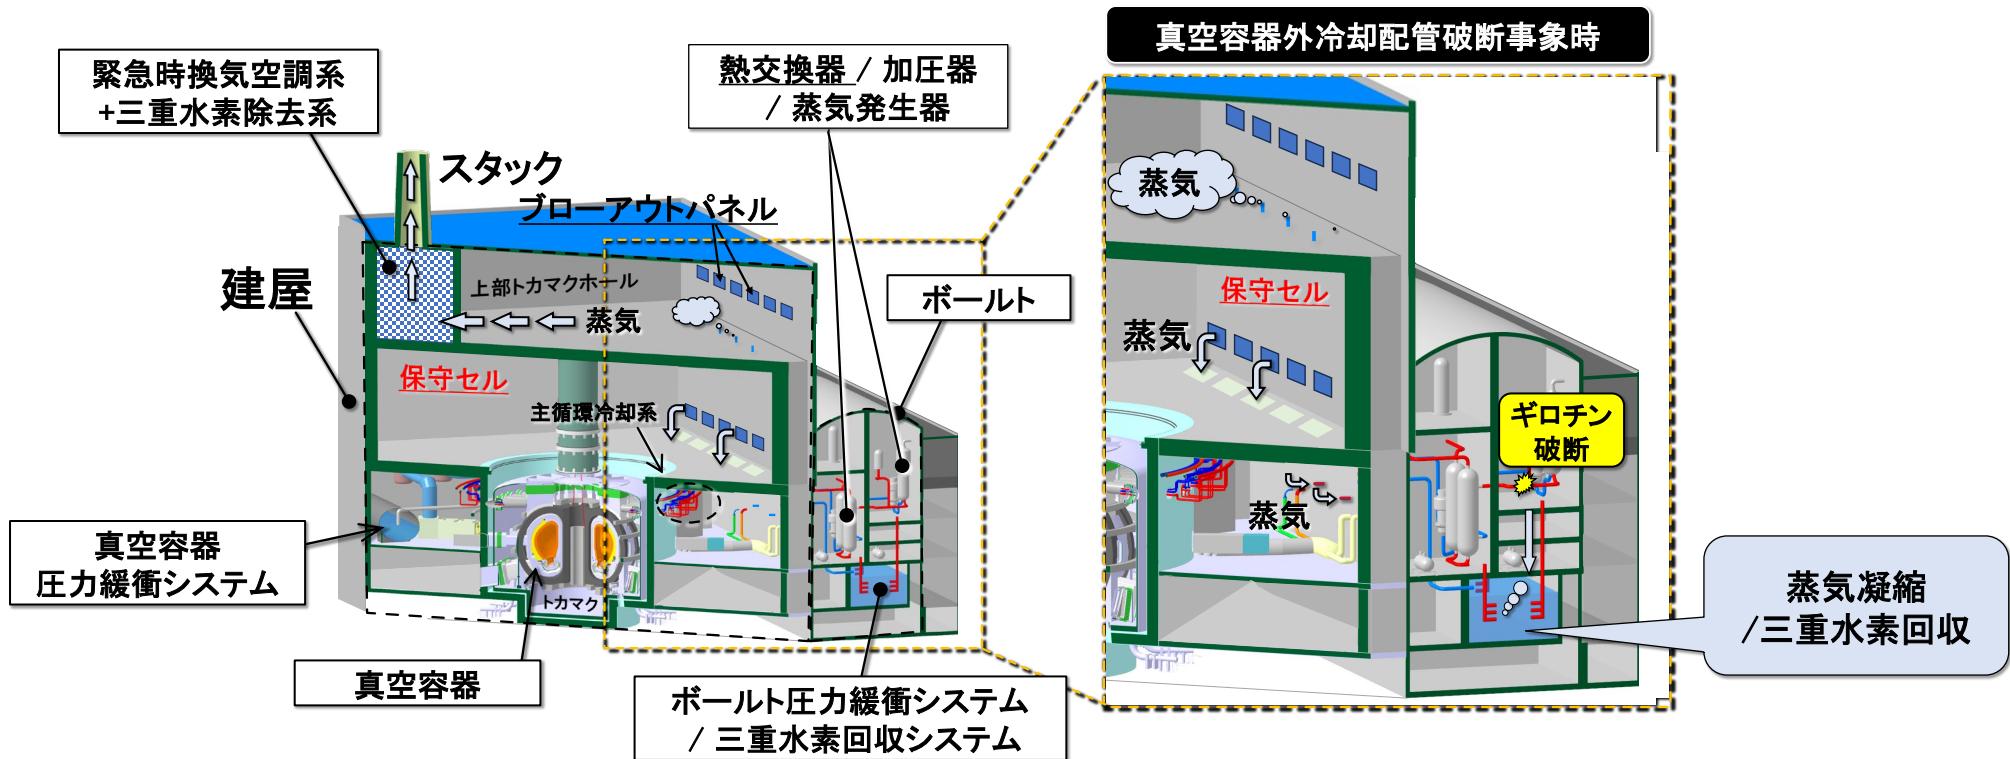 真空容器外冷却配管破断事象時
緊急時換気空調系
+三重水素除去系
熱交換器 / 加圧器
/ 蒸気発生器
スタック
ブローアウトパネル
建屋
上部トカマクホール
蒸気
ボールト
保守セル
主循環冷却系
真空容器
圧力緩衝システム
トカマク
真空容器
ボールト圧力緩衝システム
/ 三重水素回収システム
蒸気
保守セル
蒸気
ギロチン
破断
蒸気
蒸気凝縮
/三重水素回収